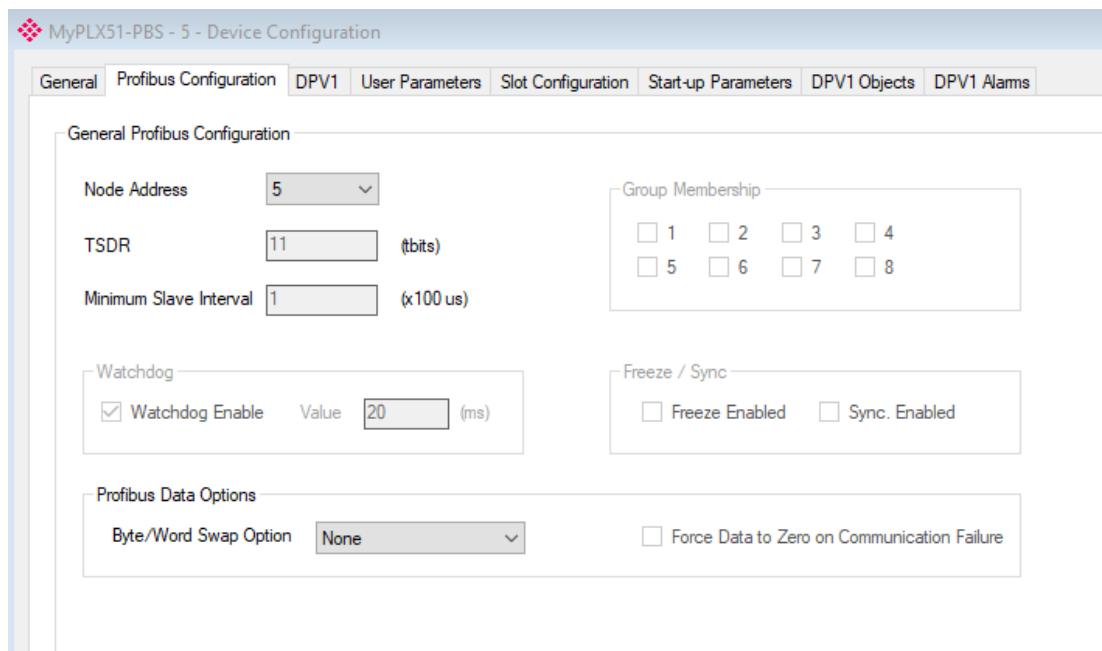 MyPLX51-PBS - 5 - Device Configuration
General Profibus Configuration DPV1 User Parameters Slot Configuration Start-up Parameters DPV1 Objects DPV1 Alarms
General Profibus Configuration
Node Address 5
TSDR 11 (tbits)
Minimum Slave Interval 1 (x100 us)
Group Membership
1 2 3 4
5 6 7 8
Watchdog
Watchdog Enable Value 20 (ms)
Freeze / Sync
Freeze Enabled Sync. Enabled
Profibus Data Options
Byte/Word Swap Option None
Force Data to Zero on Communication Failure